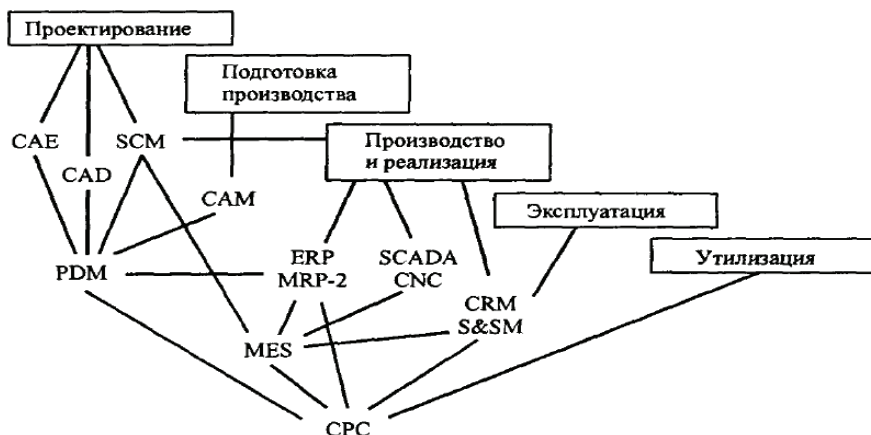 Проектирование
Подготовка
производства
CAE
SCM
Производство
и реализация
CAD
CAM
Эксплуатация
ERP
MRP-2
SCADA
CNC
Утилизация
PDM
CRM
S&SM
MES
CPC